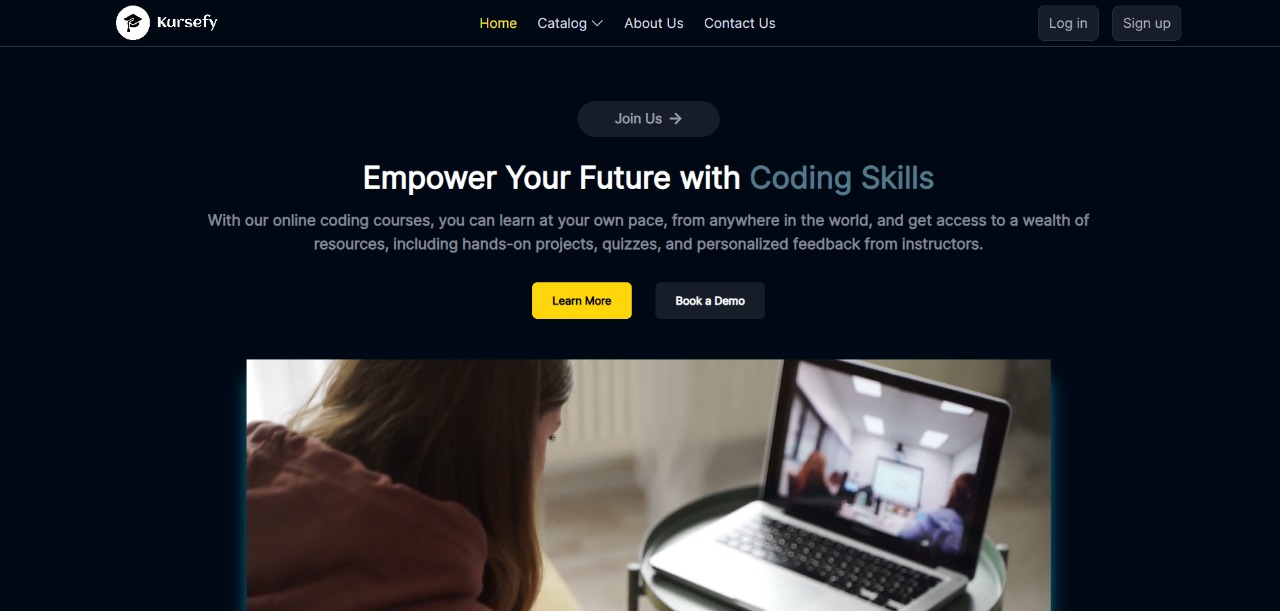 Kursefy
Home
Catalog
About Us
Contact Us
Log in
Sign up
Join Us →
Empower Your Future with Coding Skills
With our online coding courses, you can learn at your own pace, from anywhere in the world, and get access to a wealth of
resources, including hands-on projects, quizzes, and personalized feedback from instructors.
Learn More
Book a Demo